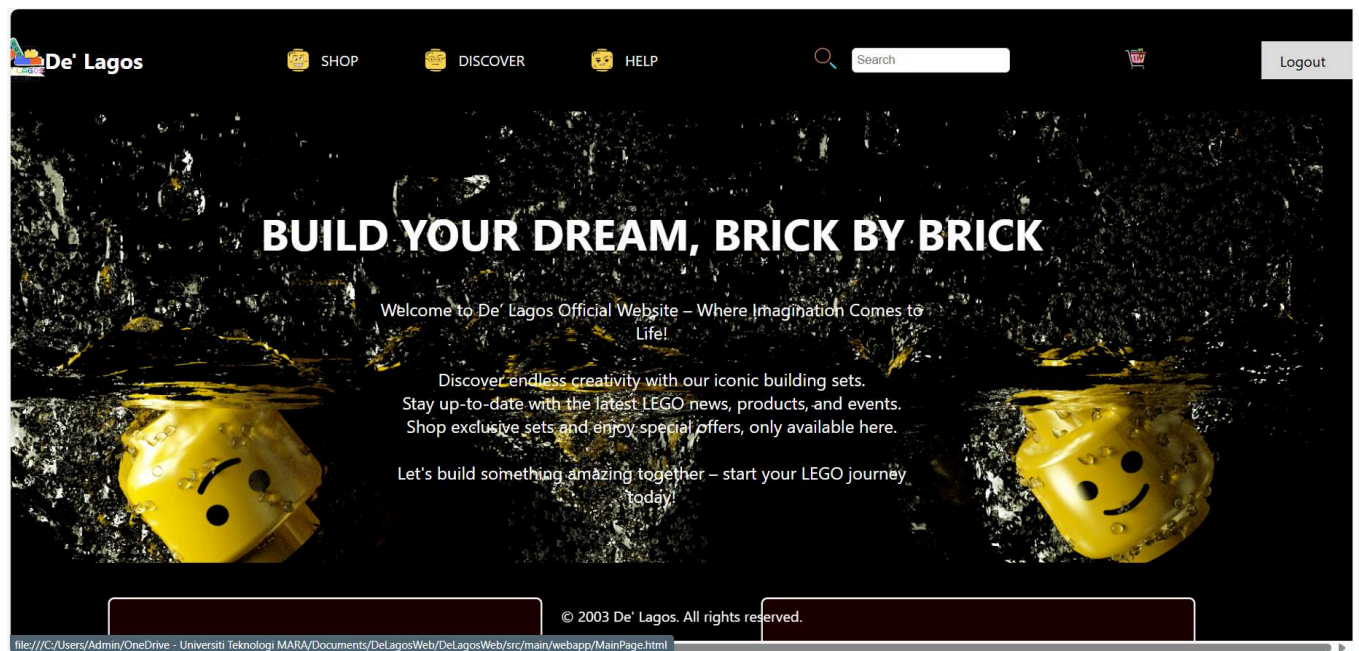 De' Lagos
SHOP
DISCOVER
HELP
Search
Logout
BUILD YOUR DREAM, BRICK BY BRICK
Welcome to De’ Lagos Official Website – Where Imagination Comes to
Life!
Discover endless creativity with our iconic building sets.
Stay up-to-date with the latest LEGO news, products, and events.
Shop exclusive sets and enjoy special offers, only available here.
Let's build something amazing together – start your LEGO journey
today!
© 2003 De' Lagos. All rights reserved.
file:///C:/Users/Admin/OneDrive - Universiti Teknologi MARA/Documents/DeLagosWeb/DeLagosWeb/src/main/webapp/MainPage.html